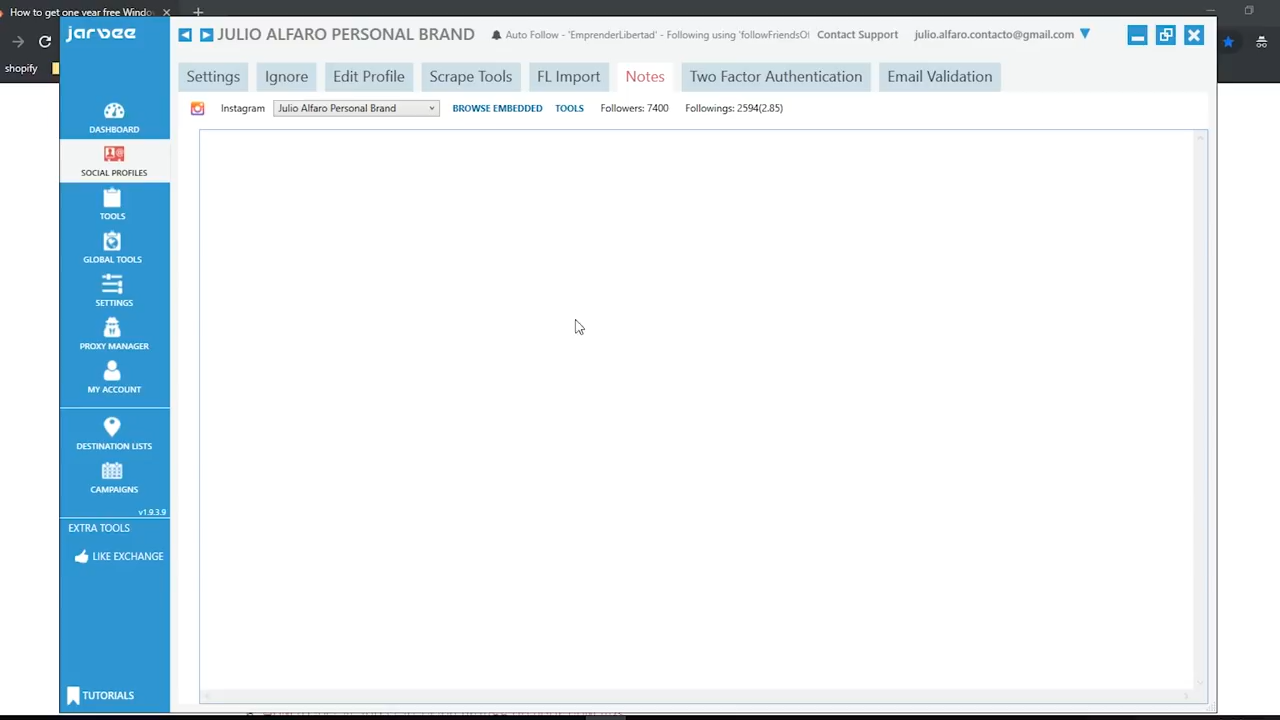 How to get one year free Windo
jarvee
JULIO ALFARO PERSONAL BRAND
Auto Follow - 'EmprenderLibertad' - Following using 'followFriendsOf
Contact Support
julio.alfaro.contacto@gmail.com
shopify
Settings
Ignore
Edit Profile
Scrape Tools
FL Import
Notes
Two Factor Authentication
Email Validation
Instagram
Julio Alfaro Personal Brand
BROWSE EMBEDDED
TOOLS
Followers: 7400
Followings: 2594(2.85)
DASHBOARD
SOCIAL PROFILES
TOOLS
GLOBAL TOOLS
SETTINGS
PROXY MANAGER
MY ACCOUNT
DESTINATION LISTS
CAMPAIGNS
v1.9.3.9
EXTRA TOOLS
LIKE EXCHANGE
TUTORIALS